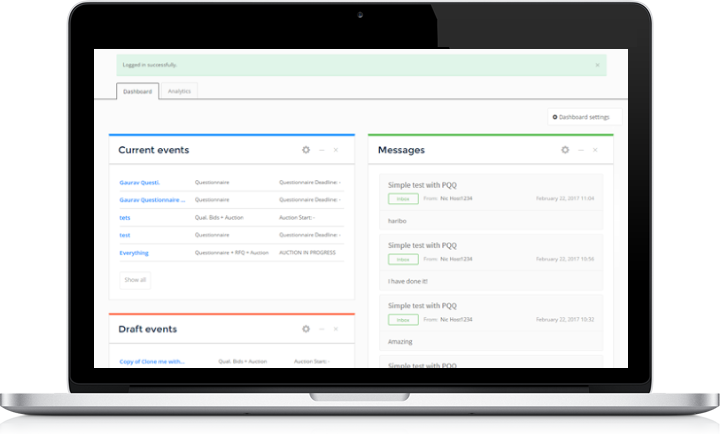 Logged in successfully.
×
Dashboard
Analytics
Dashboard settings
Current events
Gaurav Questi.
Questionnaire
Questionnaire Deadline: -
Gaurav Questionnaire ...
Questionnaire
Questionnaire Deadline: -
tets
Qual. Bids + Auction
Auction Start: -
test
Questionnaire
Questionnaire Deadline: -
Everything
Questionnaire + RFQ + Auction
AUCTION IN PROGRESS
Show all
Draft events
Copy of Clone me with...
Qual. Bids + Auction
Auction Start: -
Messages
Simple test with PQQ
Inbox
From: Nic Hoo1234
February 22, 2017 11:04
haribo
Simple test with PQQ
Inbox
From: Nic Hoo1234
February 22, 2017 10:56
I have done it!
Simple test with PQQ
Inbox
From: Nic Hoo1234
February 22, 2017 10:32
Amazing
Simple test with PQQ